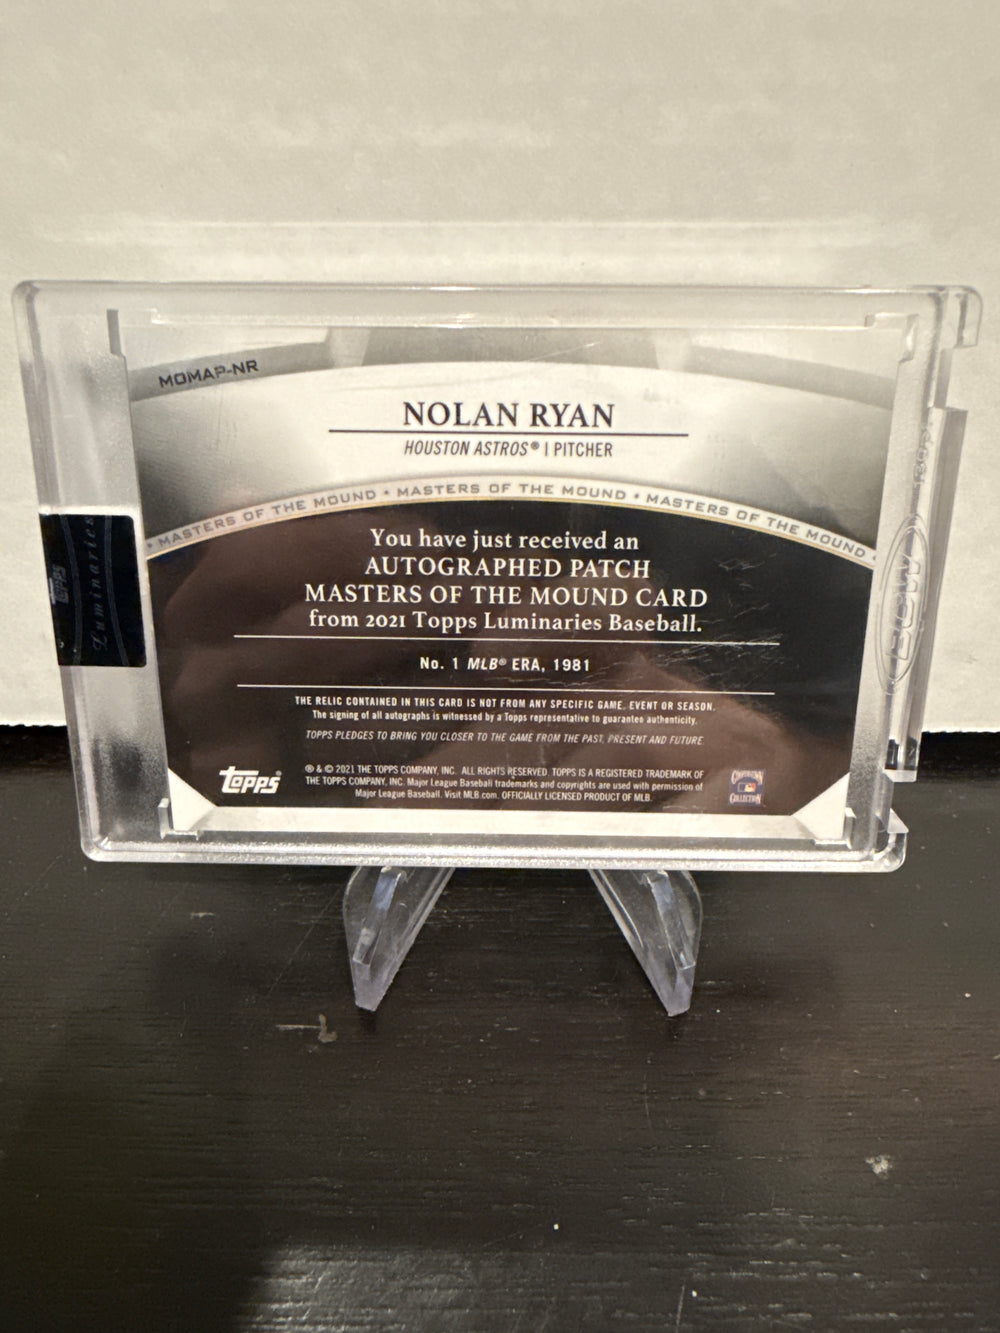 MOMAP-NR
NOLAN RYAN
HOUSTON ASTROS® | PITCHER
• MASTERS OF THE MOUND • MASTERS OF THE MOUND • MASTERS OF THE MOUND •
You have just received an
AUTOGRAPHED PATCH
MASTERS OF THE MOUND CARD
from 2021 Topps Luminaries Baseball.
No. 1 MLB® ERA, 1981
THE RELIC CONTAINED IN THIS CARD IS NOT FROM ANY SPECIFIC GAME, EVENT OR SEASON.
The signing of all autographs is witnessed by a Topps representative to guarantee authenticity.
TOPPS PLEDGES TO BRING YOU CLOSER TO THE GAME FROM THE PAST, PRESENT AND FUTURE.
topps®
® & © 2021 THE TOPPS COMPANY, INC. ALL RIGHTS RESERVED. TOPPS IS A REGISTERED TRADEMARK OF
THE TOPPS COMPANY, INC. Major League Baseball trademarks and copyrights are used with permission of
Major League Baseball. Visit MLB.com. OFFICIALLY LICENSED PRODUCT OF MLB.
COOPERSTOWN
COLLECTION
topps
Luminaries
BCW